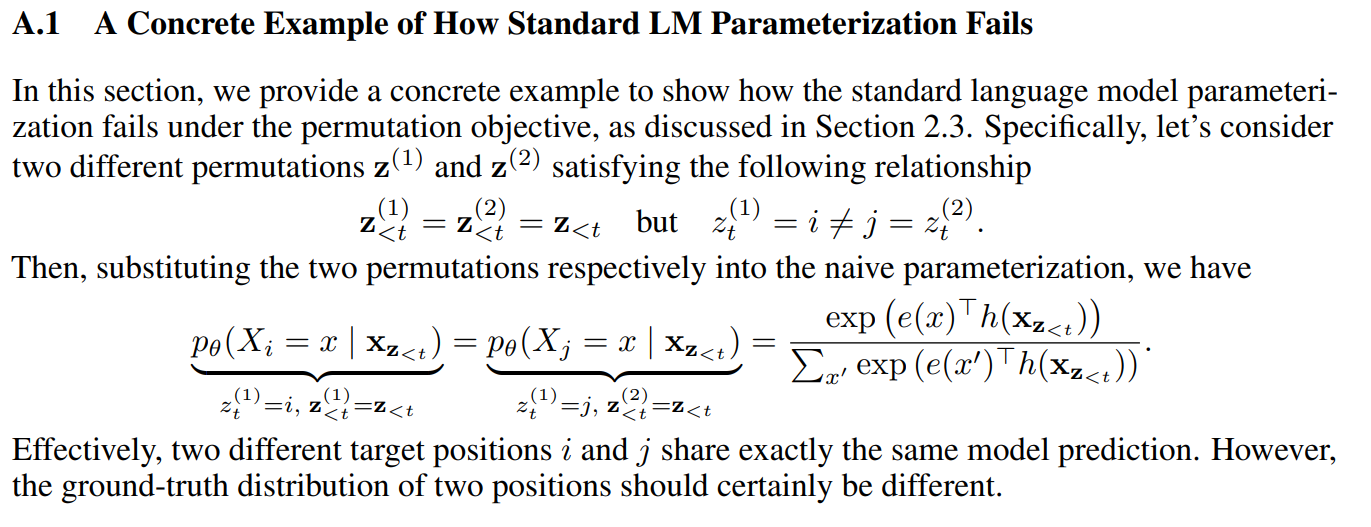 A.1 A Concrete Example of How Standard LM Parameterization Fails
In this section, we provide a concrete example to show how the standard language model parameteri-
zation fails under the permutation objective, as discussed in Section 2.3. Specifically, let's consider
two different permutations $\mathbf{z}^{(1)}$ and $\mathbf{z}^{(2)}$ satisfying the following relationship
$\mathbf{z}_{<t}^{(1)} = \mathbf{z}_{<t}^{(2)} = \mathbf{z}_{<t} \quad \text{but} \quad z_t^{(1)} = i \neq j = z_t^{(2)}.$
Then, substituting the two permutations respectively into the naive parameterization, we have
$\underbrace{p_\theta(X_i = x \mid \mathbf{x}_{\mathbf{z}_{<t}})}_{z_t^{(1)}=i,\ \mathbf{z}_{<t}^{(1)}=\mathbf{z}_{<t}} = \underbrace{p_\theta(X_j = x \mid \mathbf{x}_{\mathbf{z}_{<t}})}_{z_t^{(1)}=j,\ \mathbf{z}_{<t}^{(2)}=\mathbf{z}_{<t}} = \frac{\exp\left(e(x)^\top h(\mathbf{x}_{\mathbf{z}_{<t}})\right)}{\sum_{x'} \exp\left(e(x')^\top h(\mathbf{x}_{\mathbf{z}_{<t}})\right)}.$
Effectively, two different target positions $i$ and $j$ share exactly the same model prediction. However,
the ground-truth distribution of two positions should certainly be different.